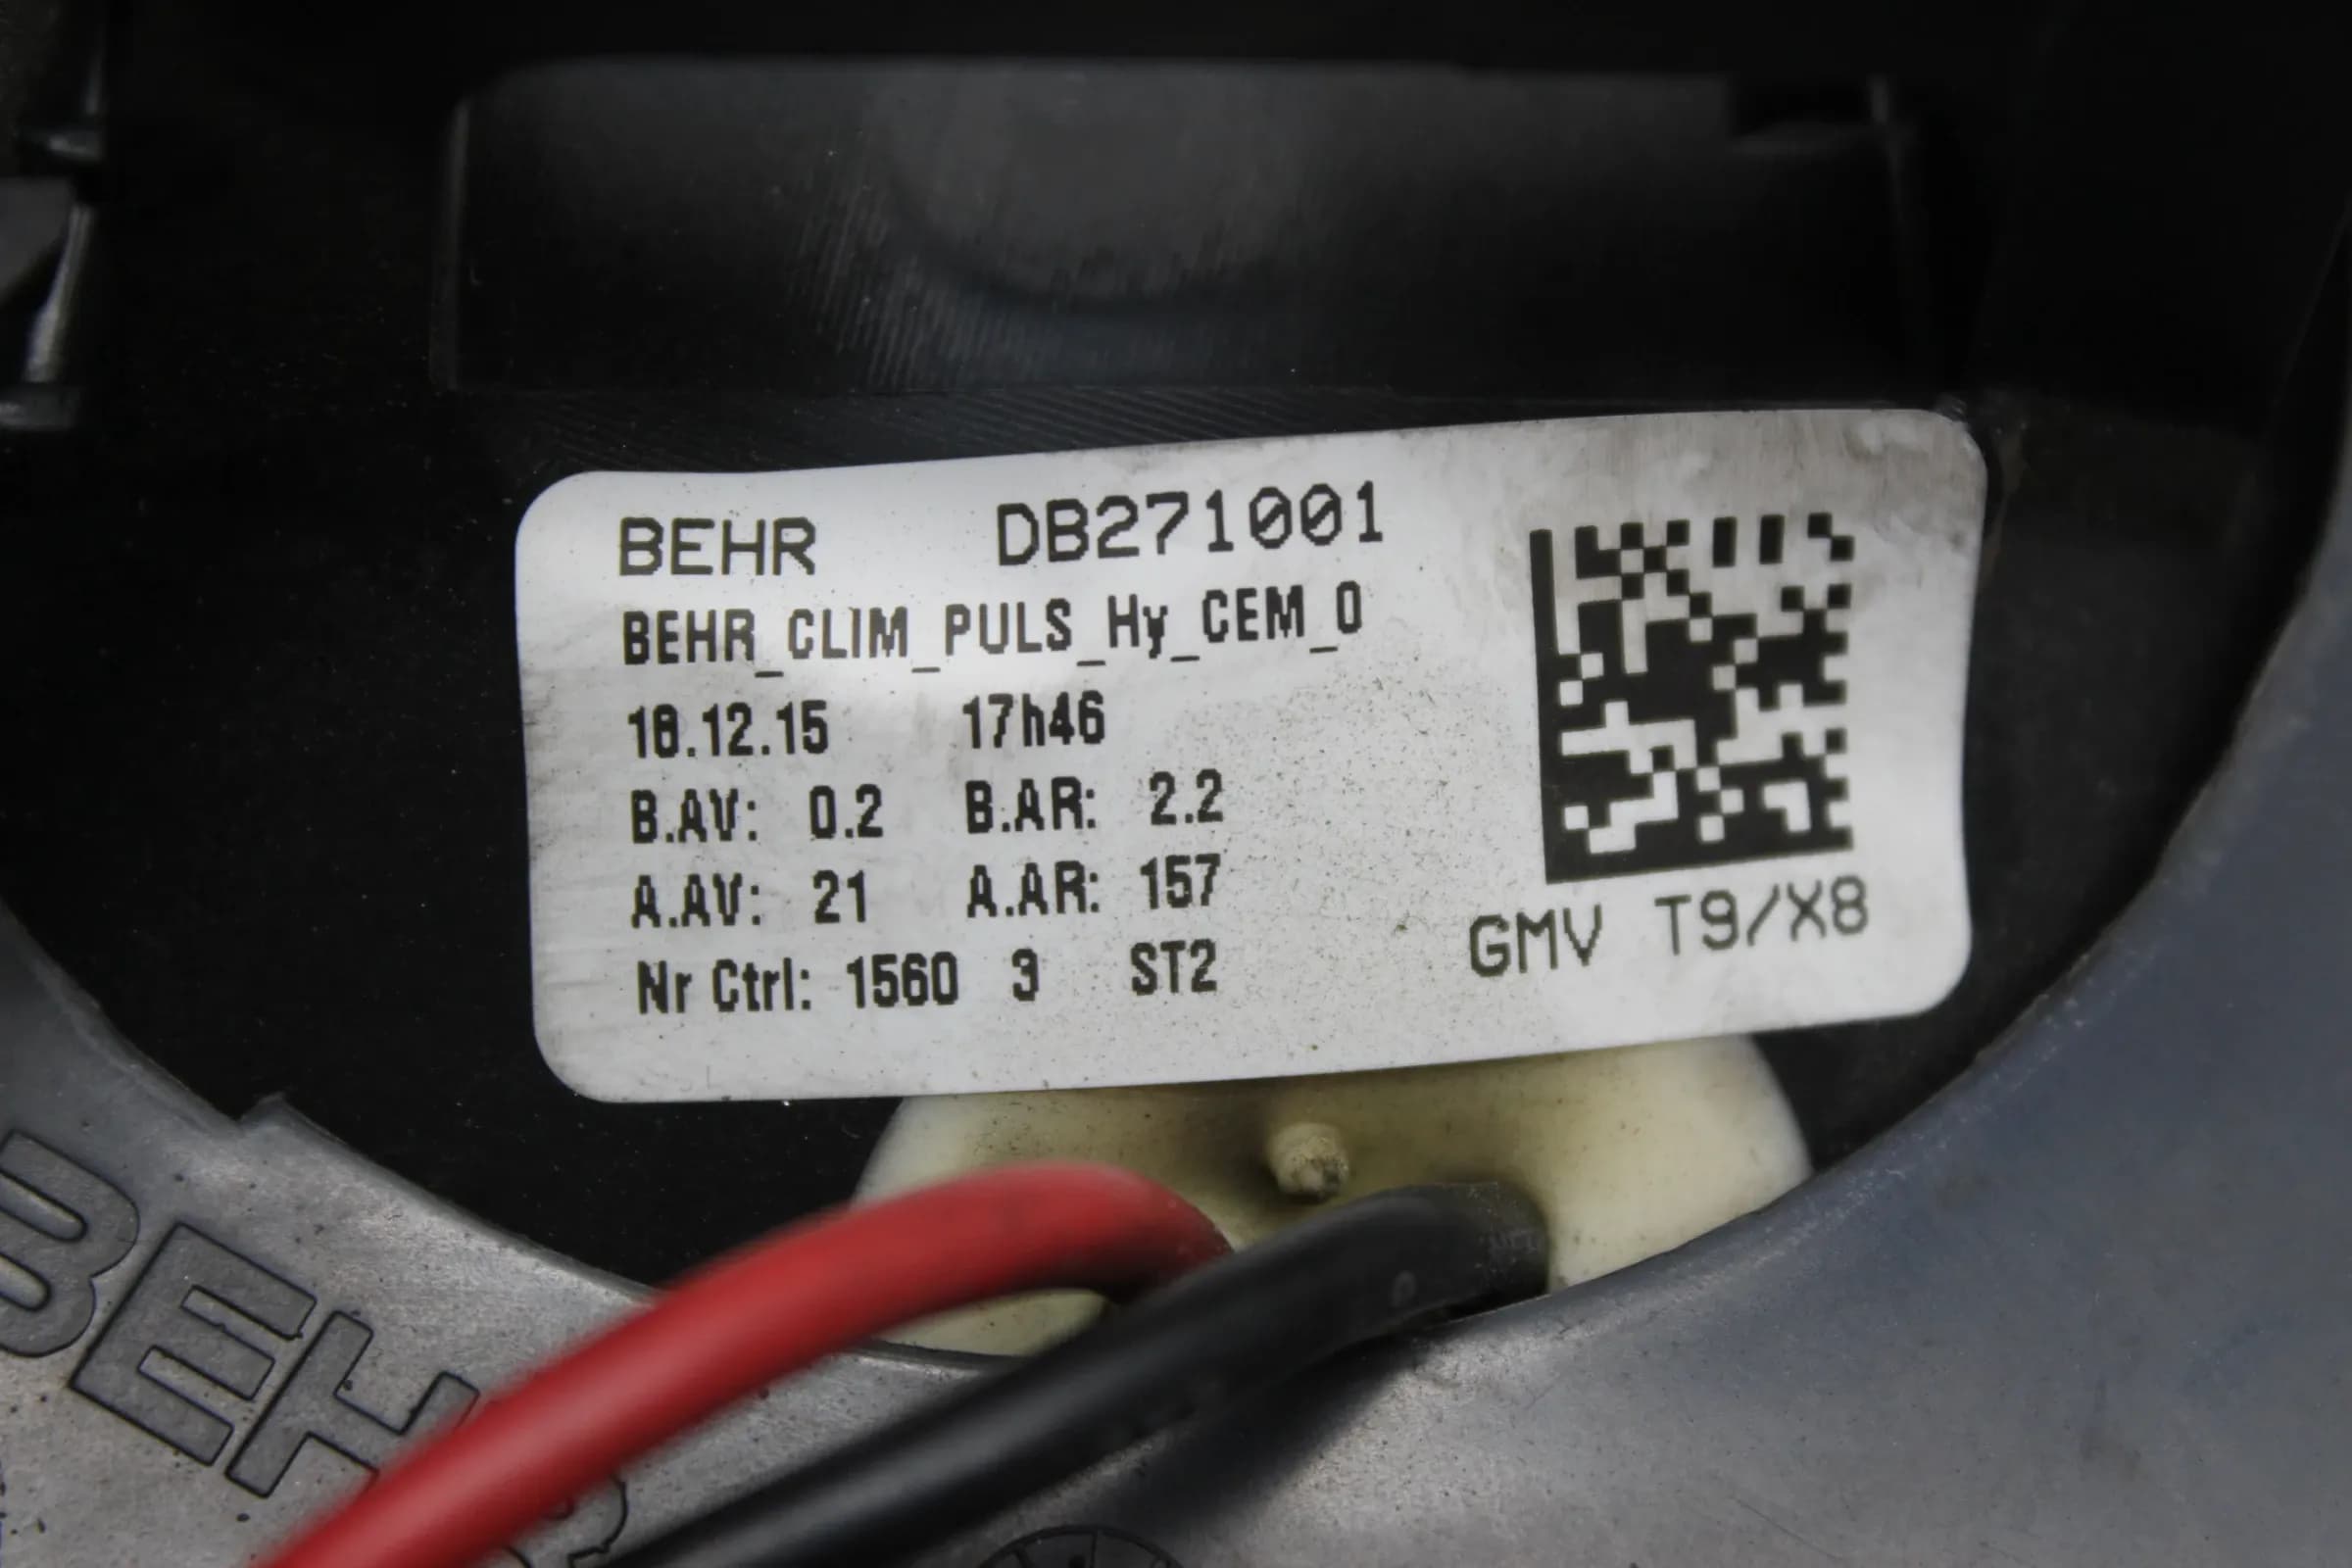 BEHR DB271001
BEHR_CLIM_PULS_Hy_CEM_0
18.12.15 17h46
B.AV: 0.2 B.AR: 2.2
A.AV: 21 A.AR: 157
Nr Ctrl: 1560 3 ST2
GMV T9/X8
BEHR